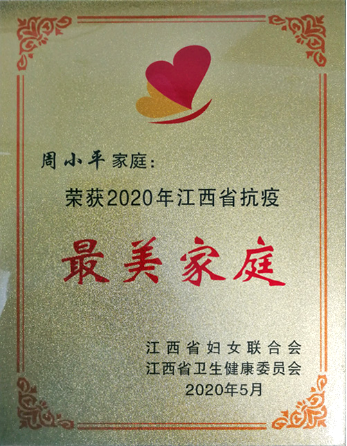 周小平家庭：
荣获2020年江西省抗疫
最美家庭
江西省妇女联合会
江西省卫生健康委员会
2020年5月